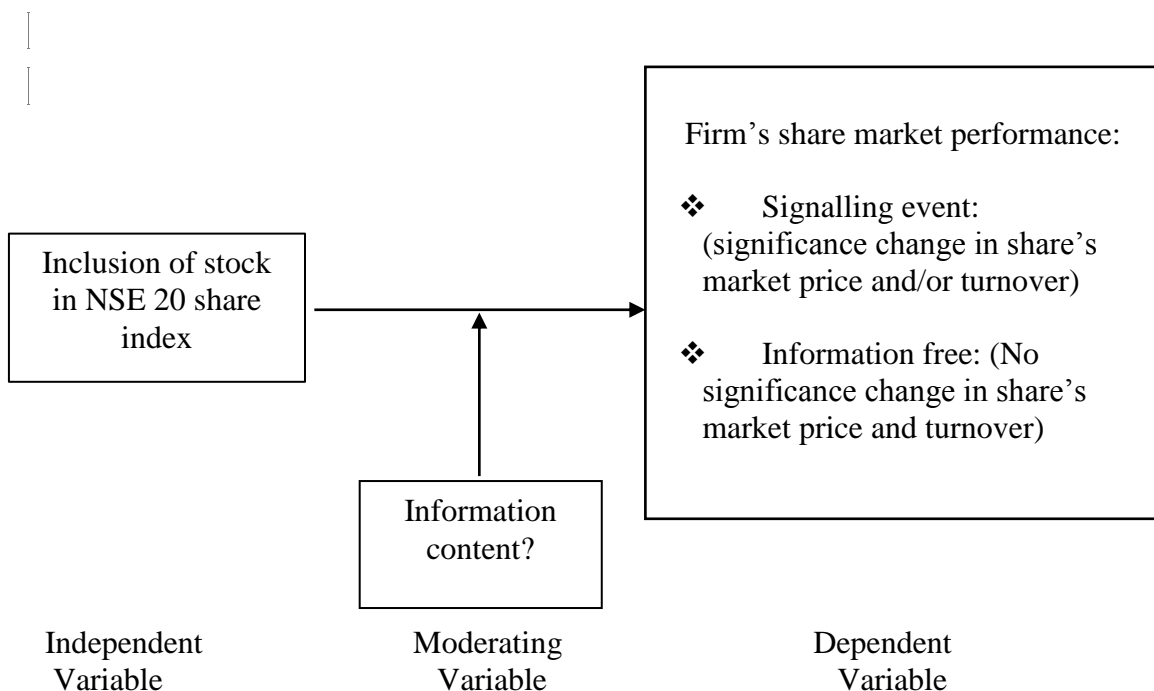 Inclusion of stock
in NSE 20 share
index
Information
content?
Firm’s share market performance:
❖ Signalling event:
(significance change in share’s
market price and/or turnover)
❖ Information free: (No
significance change in share’s
market price and turnover)
Independent
Variable
Moderating
Variable
Dependent
Variable